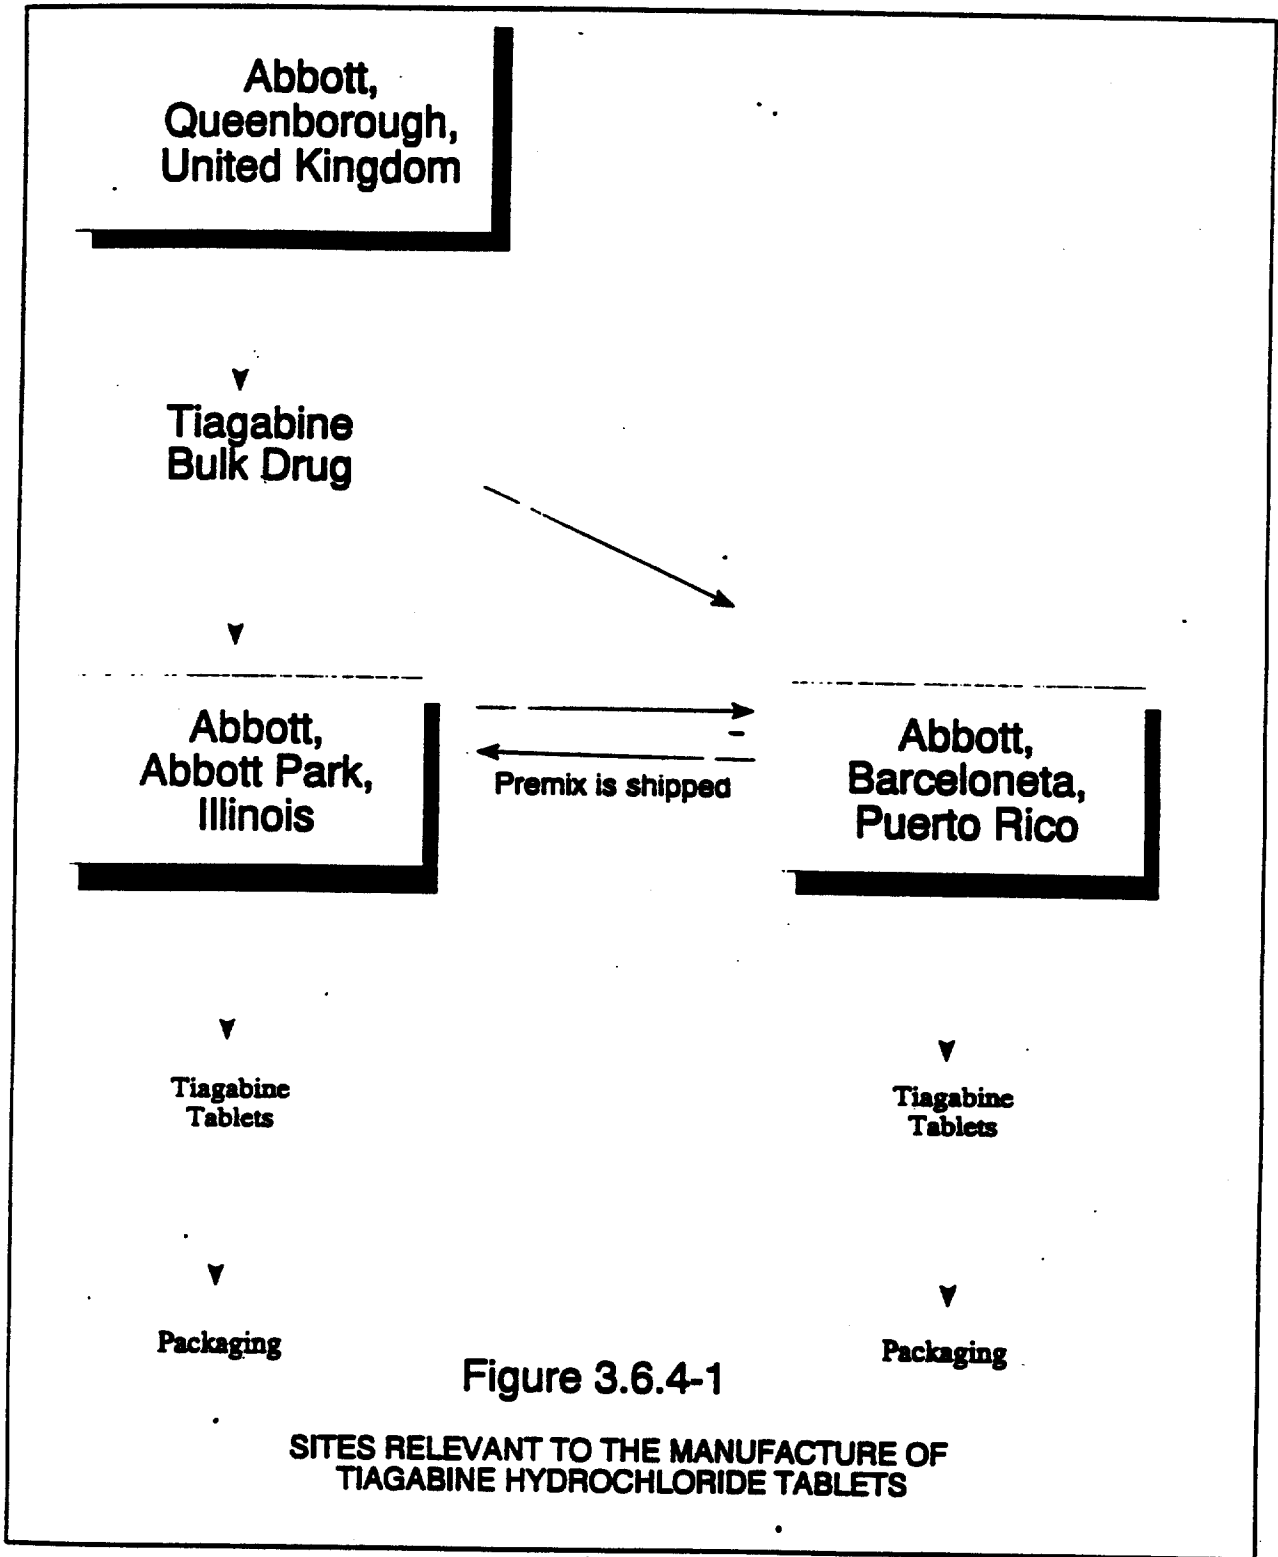 Abbott,
Queenborough,
United Kingdom
Tiagabine
Bulk Drug
Abbott,
Abbott Park,
Illinois
Premix is shipped
Abbott,
Barceloneta,
Puerto Rico
Tiagabine
Tablets
Tiagabine
Tablets
Packaging
Packaging
Figure 3.6.4-1
SITES RELEVANT TO THE MANUFACTURE OF
TIAGABINE HYDROCHLORIDE TABLETS